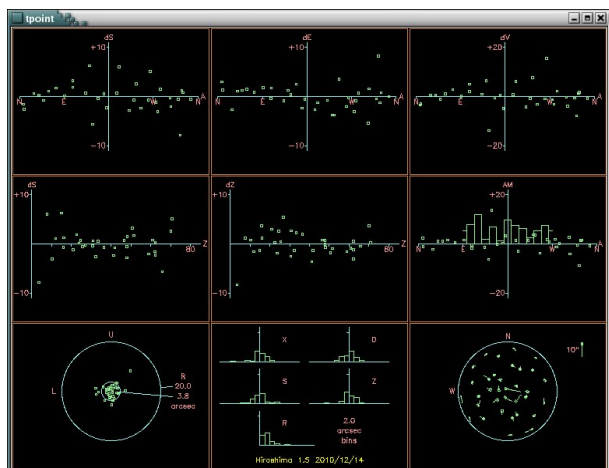 tpoint
dS
+10
N E W N A
-10
dE
+10
N E W N A
-10
dV
+20
N E W N A
-20
dS
+10
80 Z
-10
dZ
+10
80 Z
-10
AM
+20
N E W N A
-20
U
L
R
20.0
3.8
arcsec
X
D
S
Z
R
2.0
arcsec
bins
Hiroshima 1.5 2010/12/14
N
W
10"